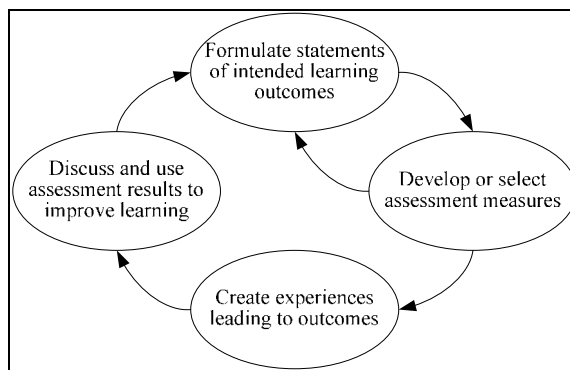 Formulate statements
of intended learning
outcomes
Discuss and use
assessment results to
improve learning
Develop or select
assessment measures
Create experiences
leading to outcomes